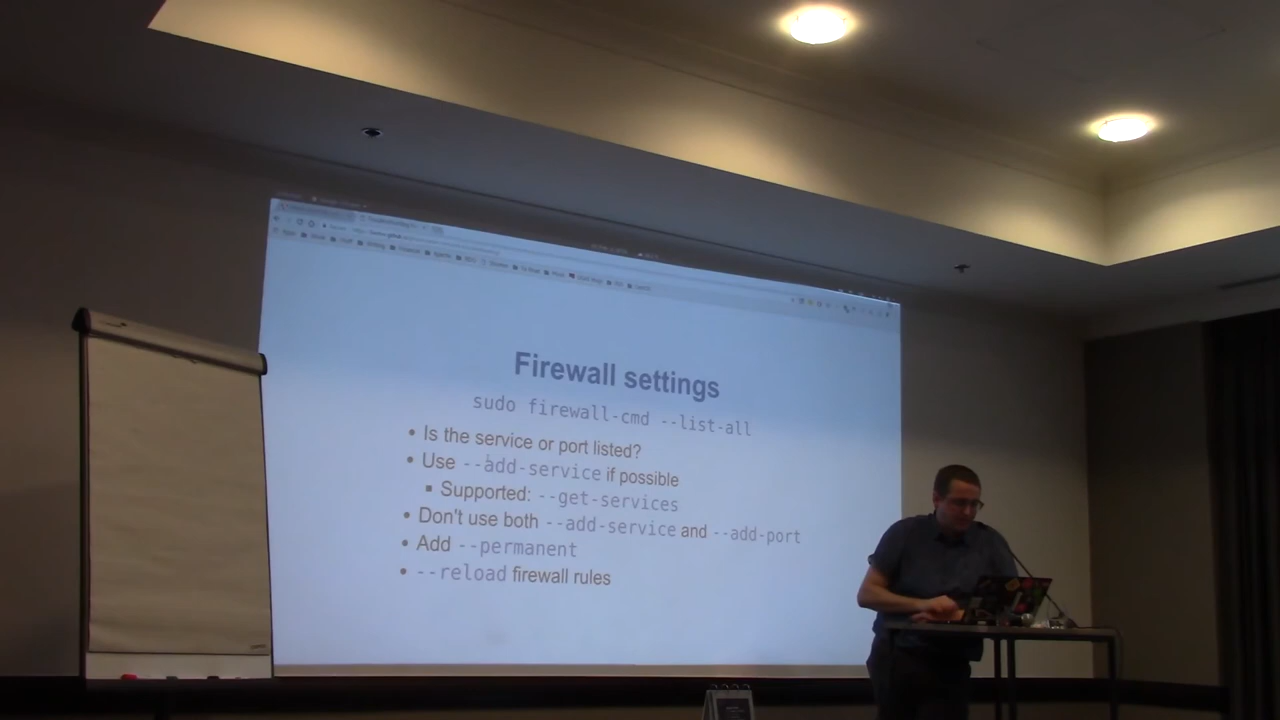 Firewall settings
sudo firewall-cmd --list-all
• Is the service or port listed?
• Use --add-service if possible
▪ Supported: --get-services
• Don't use both --add-service and --add-port
• Add --permanent
• --reload firewall rules